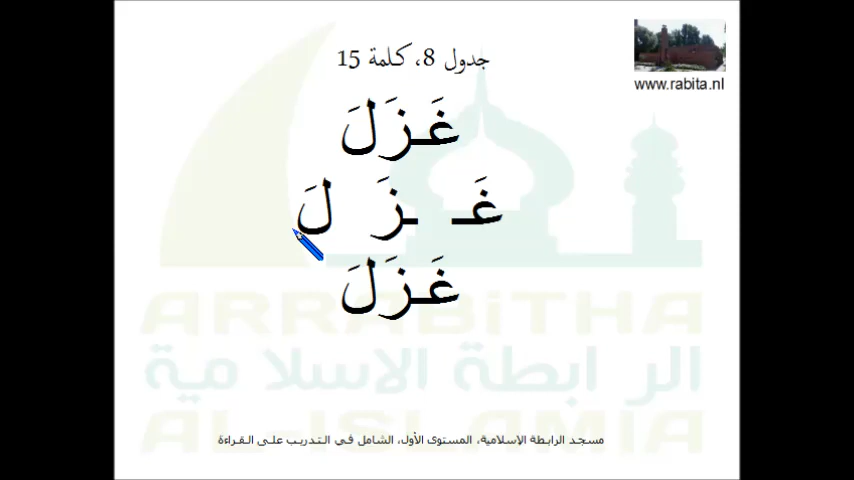 جدول 8، كلمة 15
www.rabita.nl
غَزَلَ
غَـ ـزَ لَ
غَزَلَ
ARRABiTHA
الرابطة الاسلامية
AL-ISLAMIA
مسجد الرابطة الإسلامية، المستوى الأول، الشامل في التدريب على القراءة